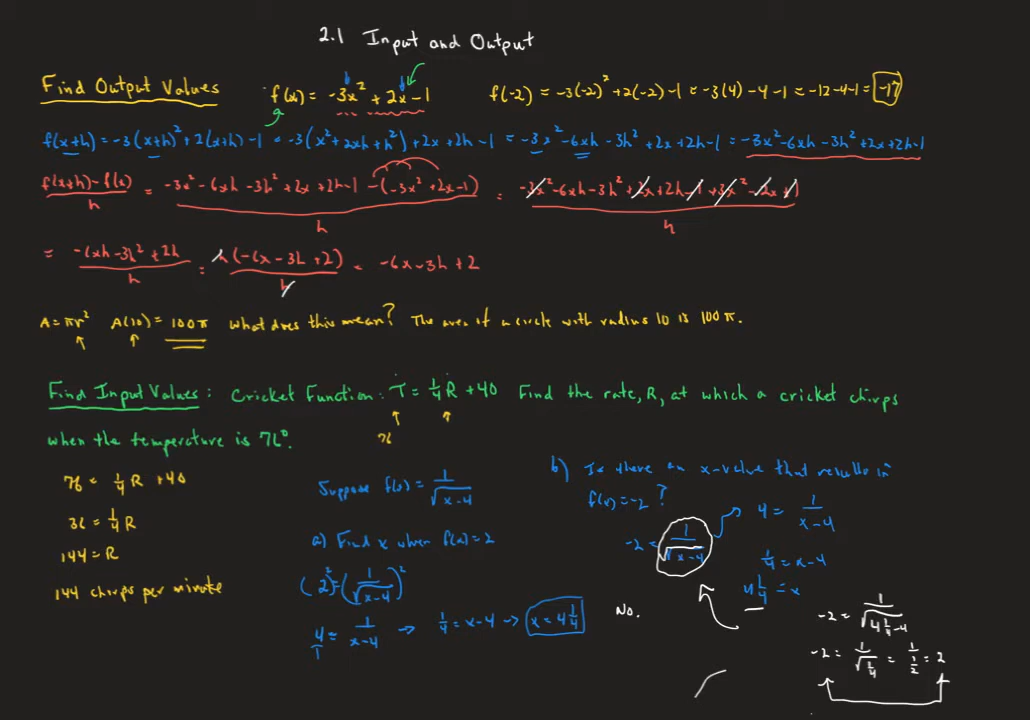 2.1 Input and Output
Find Output Values f(x) = -3x² + 2x - 1 f(-2) = -3(-2)² + 2(-2) - 1 = -3(4) - 4 - 1 = -12 - 4 - 1 = -17
f(x+h) = -3(x+h)² + 2(x+h) - 1 = -3(x² + 2xh + h²) + 2x + 2h - 1 = -3x² - 6xh - 3h² + 2x + 2h - 1 = -3x² - 6xh - 3h² + 2x + 2h - 1
f(x+h) - f(x) / h = -3x² - 6xh - 3h² + 2x + 2h - 1 - (-3x² + 2x - 1) / h = -3x² - 6xh - 3h² + 2x + 2h - 1 + 3x² - 2x + 1 / h
= -6xh - 3h² + 2h / h = h(-6x - 3h + 2) / h = -6x - 3h + 2
A = πr² A(10) = 100π What does this mean? The area of a circle with radius 10 is 100π.
Find Input Values: Cricket Function: T = 1/4 R + 40 Find the rate, R, at which a cricket chirps
76
when the temperature is 76°.
76 = 1/4 R + 40
36 = 1/4 R
144 = R
144 chirps per minute
Suppose f(x) = 1/√(x-4)
a) Find x when f(x) = 2
(2)² = (1/√(x-4))²
4/1 = 1/(x-4) → 1/4 = x - 4 → x = 4 1/4
b) Is there an x-value that results in
f(x) = -2 ?
-2 = 1/√(x-4)
4 = 1/(x-4)
1/4 = x - 4
4 1/4 = x
No.
-2 = 1/√(4 1/4 - 4)
-2 = 1/√(1/4) = 1/(1/2) = 2